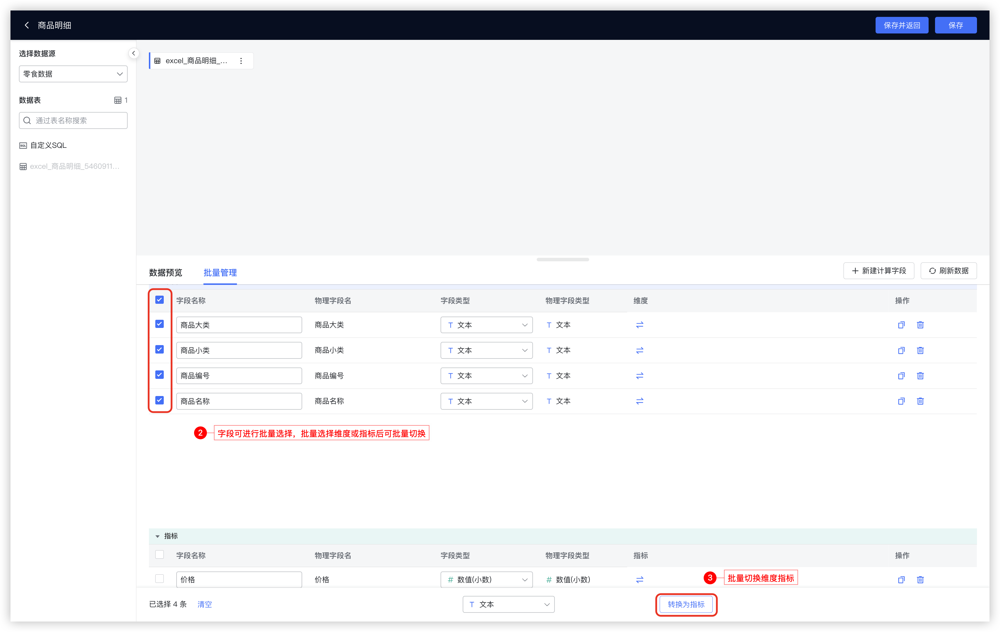 商品明细
保存并返回
保存
选择数据源
零食数据
数据表
1
通过表名称搜索
SQL 自定义SQL
excel_商品明细_5460911...
excel_商品明细_...
数据预览
批量管理
新建计算字段
刷新数据
字段名称 物理字段名 字段类型 物理字段类型 维度 操作
商品大类 商品大类 T 文本 T 文本
商品小类 商品小类 T 文本 T 文本
商品编号 商品编号 T 文本 T 文本
商品名称 商品名称 T 文本 T 文本
2 字段可进行批量选择，批量选择维度或指标后可批量切换
指标
字段名称 物理字段名 字段类型 物理字段类型 指标 操作
价格 价格 # 数值(小数) # 数值(小数)
3 批量切换维度指标
已选择 4 条 清空 T 文本 转换为指标